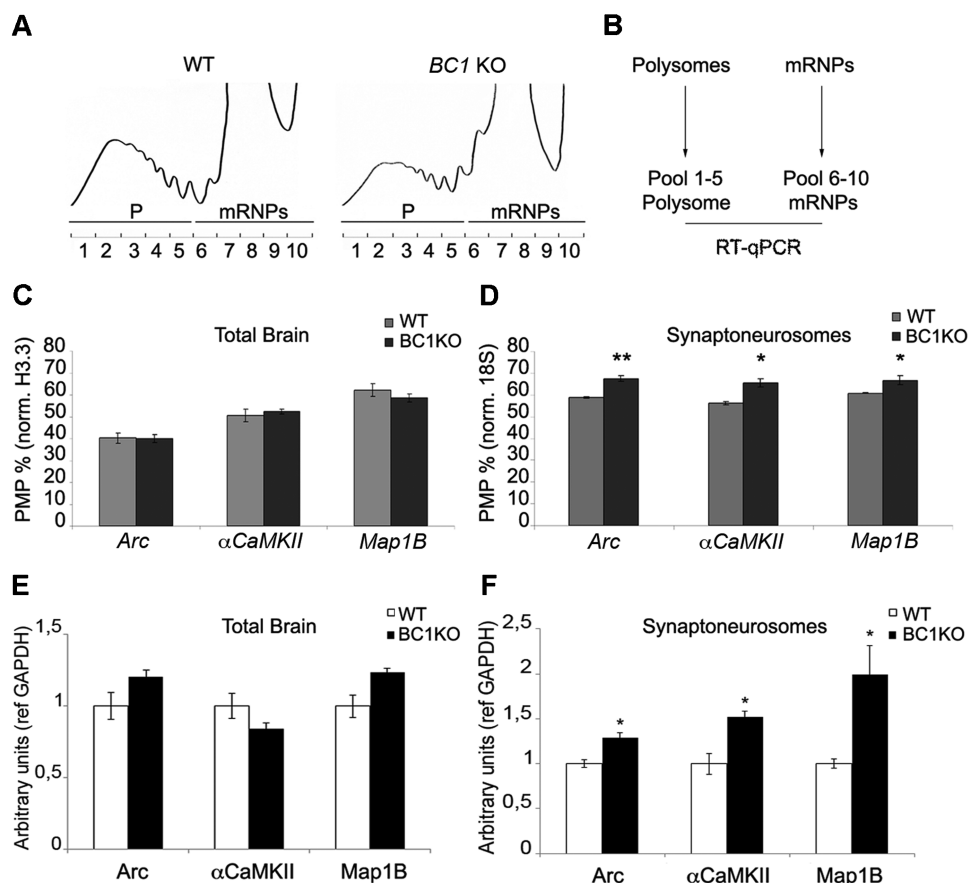 A
WT
BC1 KO
P
mRNPs
P
mRNPs
1 2 3 4 5 6 7 8 9 10
1 2 3 4 5 6 7 8 9 10
B
Polysomes
mRNPs
Pool 1-5
Polysome
Pool 6-10
mRNPs
RT-qPCR
C
Total Brain
WT
BC1KO
PMP % (norm. H3.3)
80
70
60
50
40
30
20
10
0
Arc
αCaMKII
Map1B
D
Synaptoneurosomes
WT
BC1KO
PMP % (norm. 18S)
80
70
60
50
40
30
20
10
0
**
*
*
Arc
αCaMKII
Map1B
E
Total Brain
WT
BC1KO
Arbitrary units (ref GAPDH)
1,5
1
0,5
0
Arc
αCaMKII
Map1B
F
Synaptoneurosomes
WT
BC1KO
Arbitrary units (ref GAPDH)
2,5
2
1,5
1
0,5
0
*
*
*
Arc
αCaMKII
Map1B